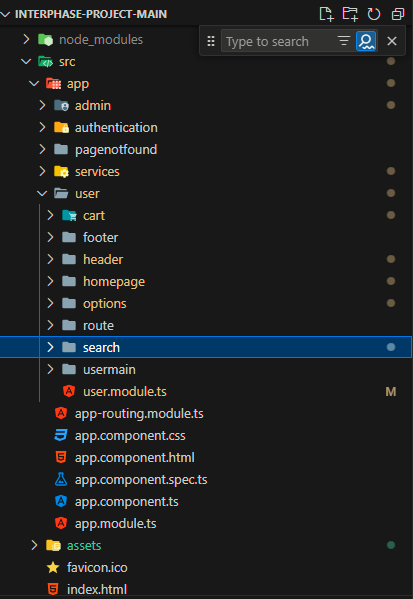 INTERPHASE-PROJECT-MAIN
Type to search
node_modules
src
app
admin
authentication
pagenotfound
services
user
cart
footer
header
homepage
options
route
search
usermain
user.module.ts M
app-routing.module.ts
app.component.css
app.component.html
app.component.spec.ts
app.component.ts
app.module.ts
assets
favicon.ico
index.html